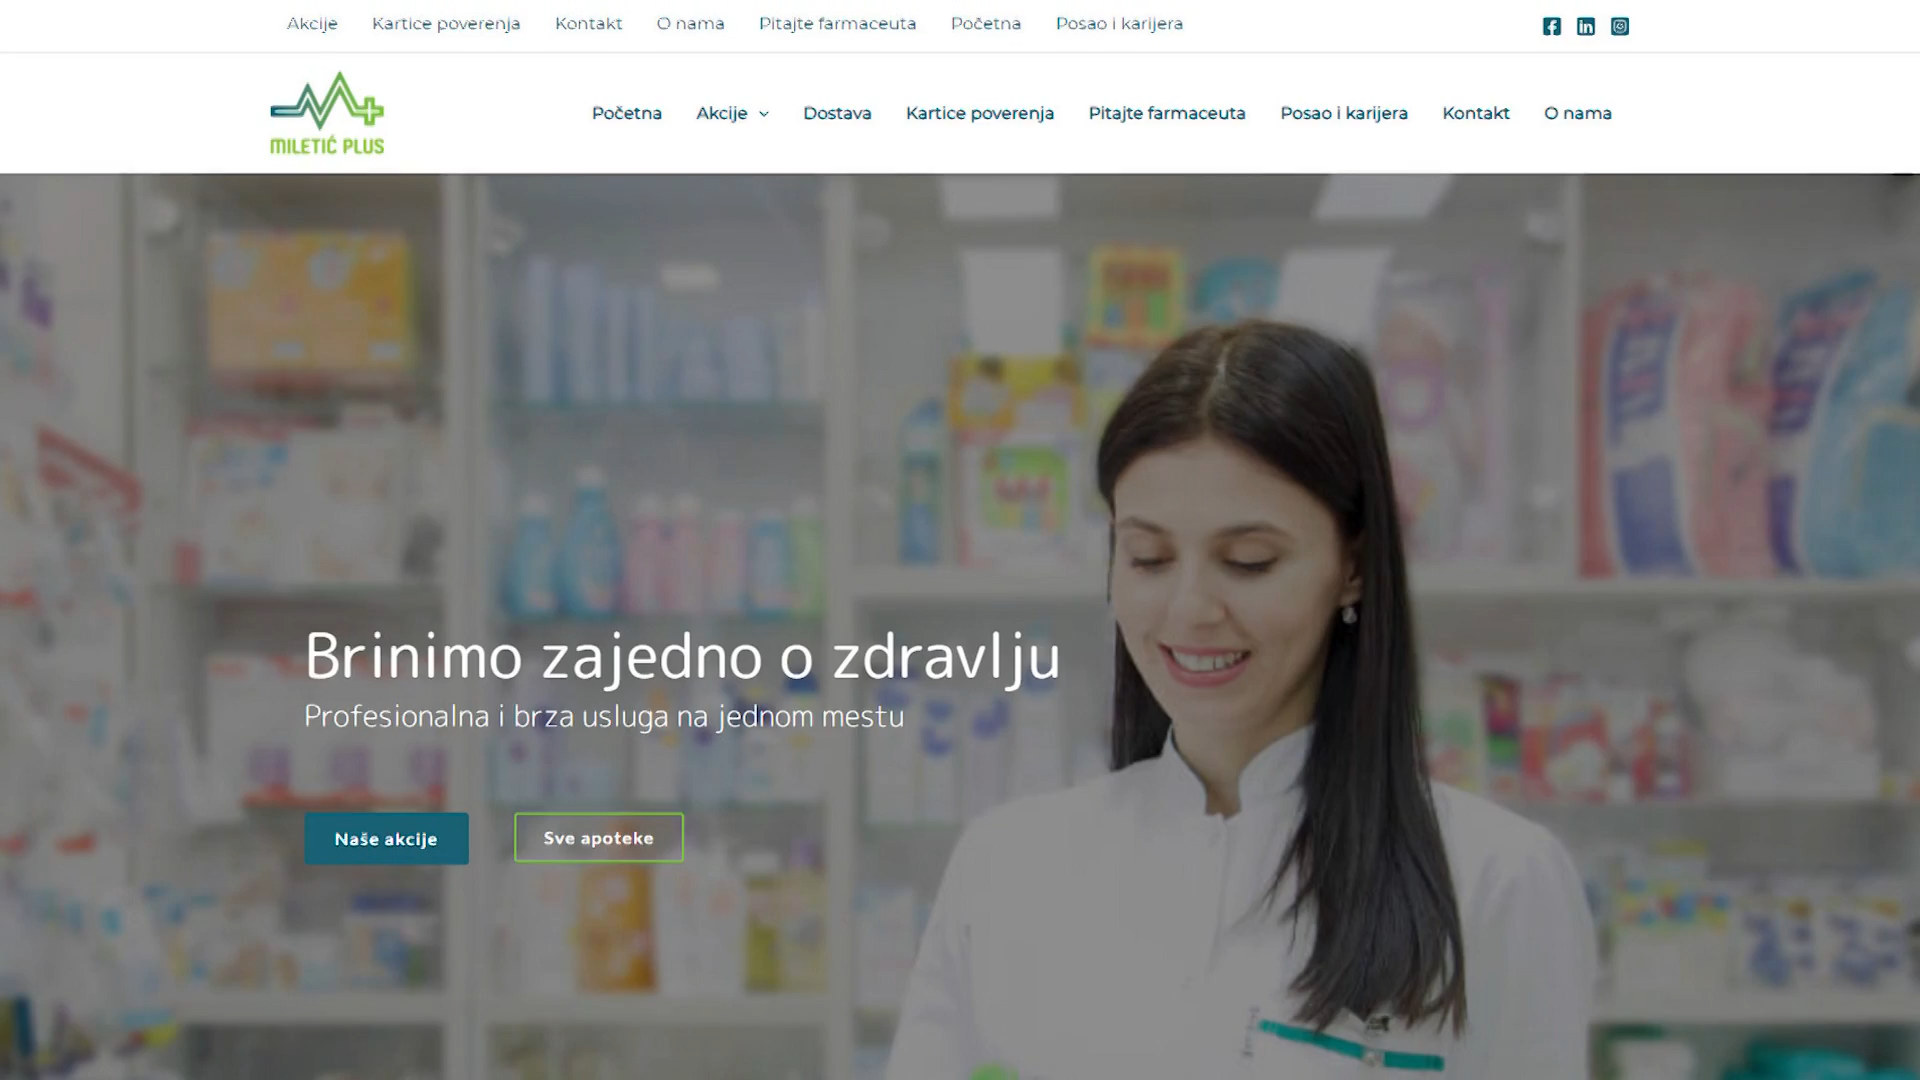 Akcije Kartice poverenja Kontakt O nama Pitajte farmaceuta Početna Posao i karijera
MILETIĆ PLUS
Početna Akcije Dostava Kartice poverenja Pitajte farmaceuta Posao i karijera Kontakt O nama
Brinimo zajedno o zdravlju
Profesionalna i brza usluga na jednom mestu
Naše akcije Sve apoteke